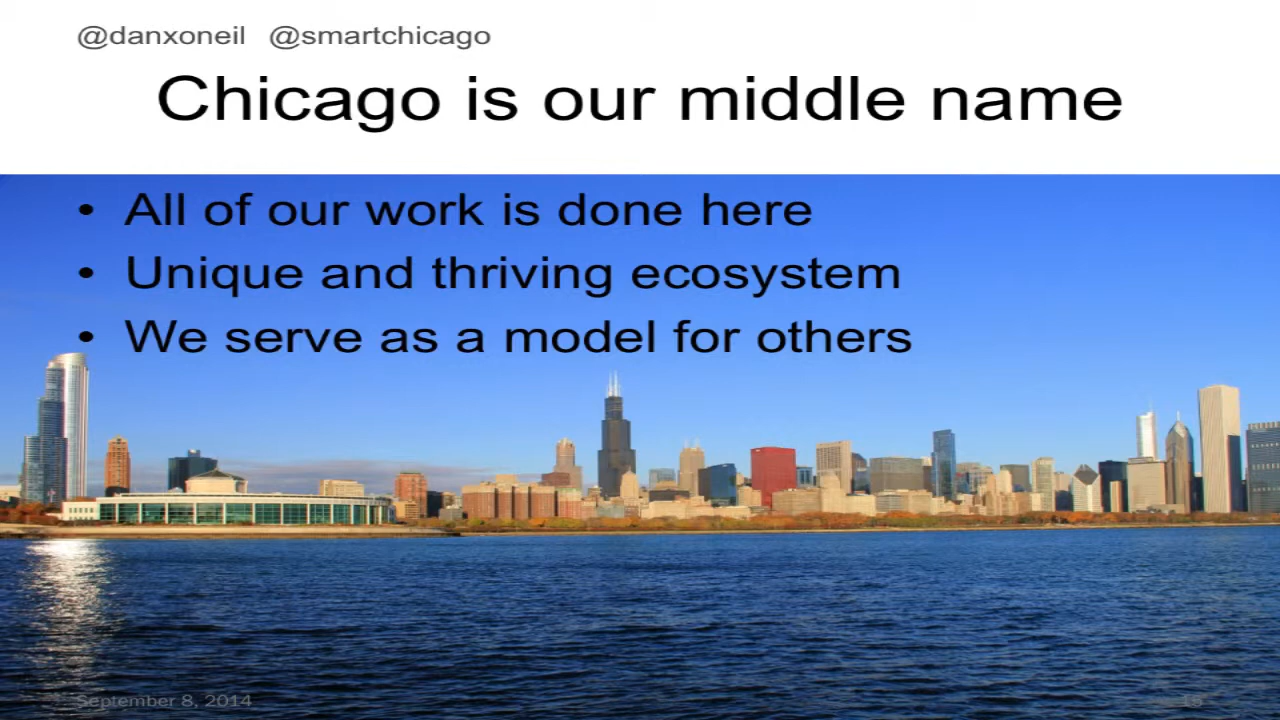 @danxoneil @smartchicago
Chicago is our middle name
• All of our work is done here
• Unique and thriving ecosystem
• We serve as a model for others
September 8, 2014